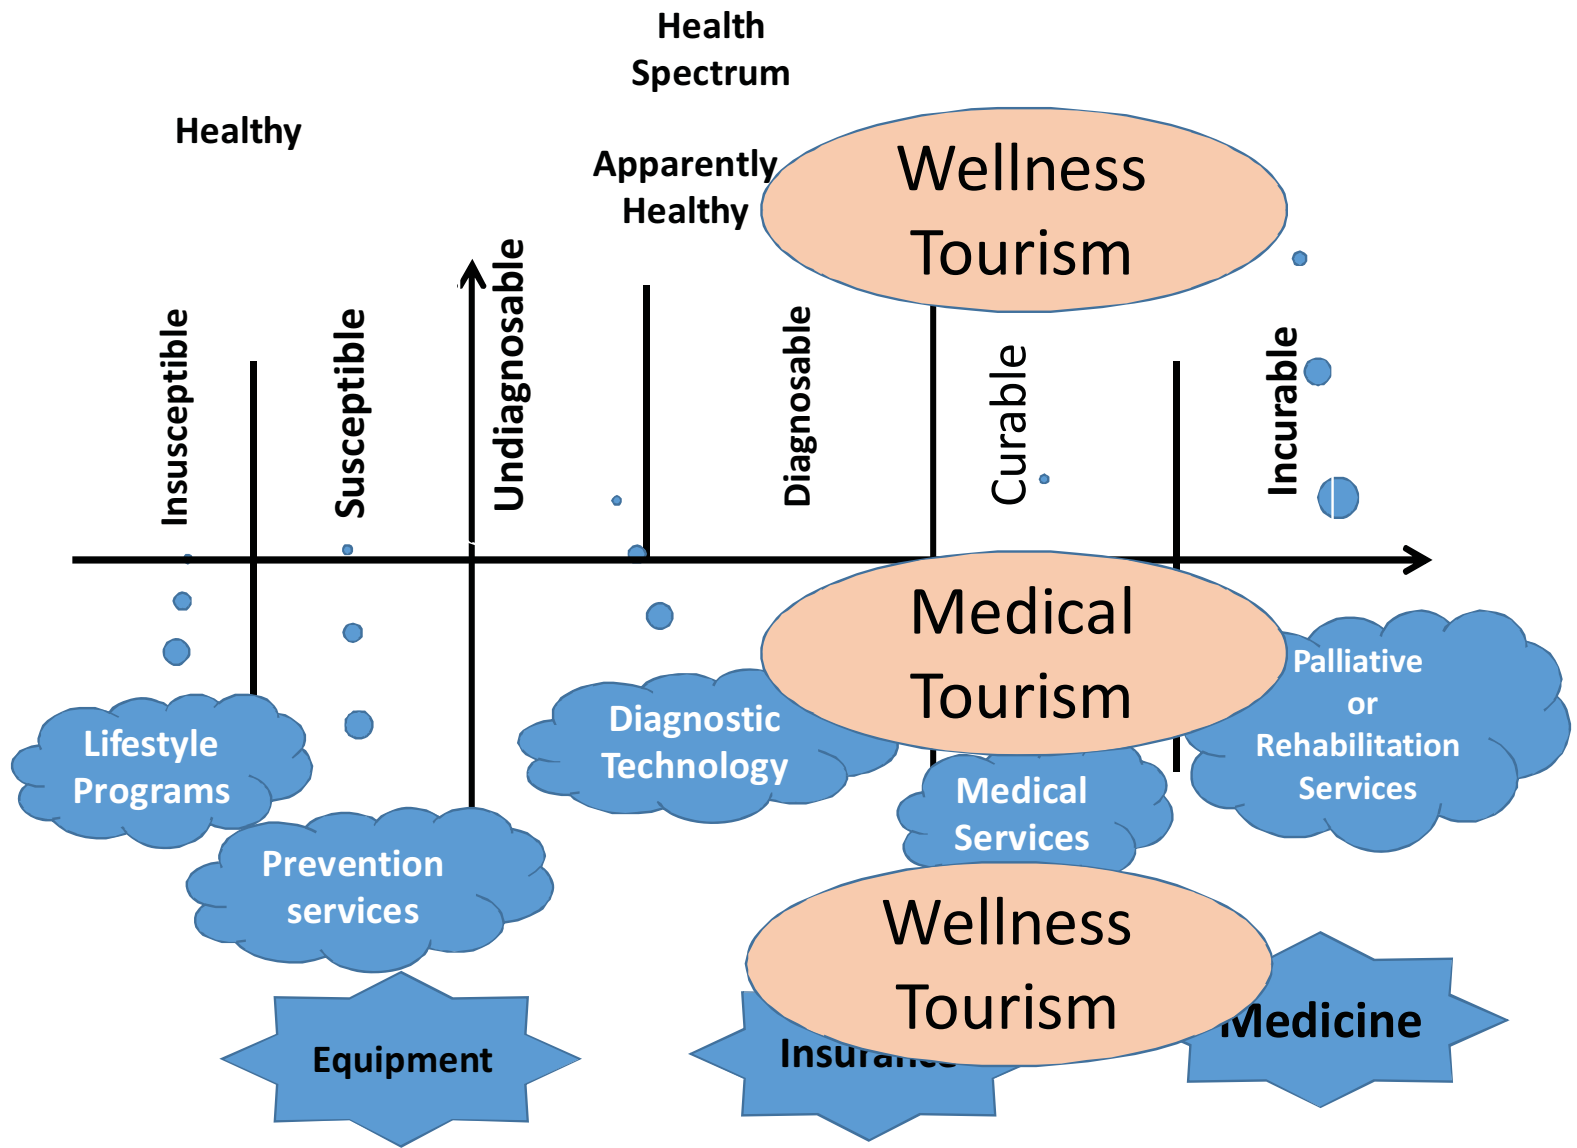 Health
Spectrum
Healthy
Apparently
Healthy
Wellness
Tourism
Insusceptible
Susceptible
Undiagnosable
Diagnosable
Curable
Incurable
Medical
Tourism
Lifestyle
Programs
Prevention
services
Diagnostic
Technology
Medical
Services
Palliative
or
Rehabilitation
Services
Wellness
Tourism
Equipment
Insurance
Medicine